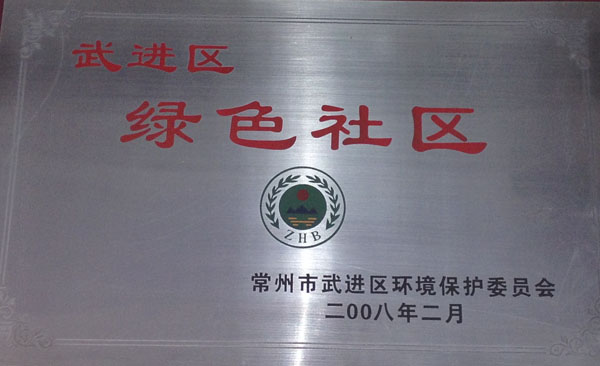 武进区
绿色社区
ZHB
常州市武进区环境保护委员会
二00八年二月